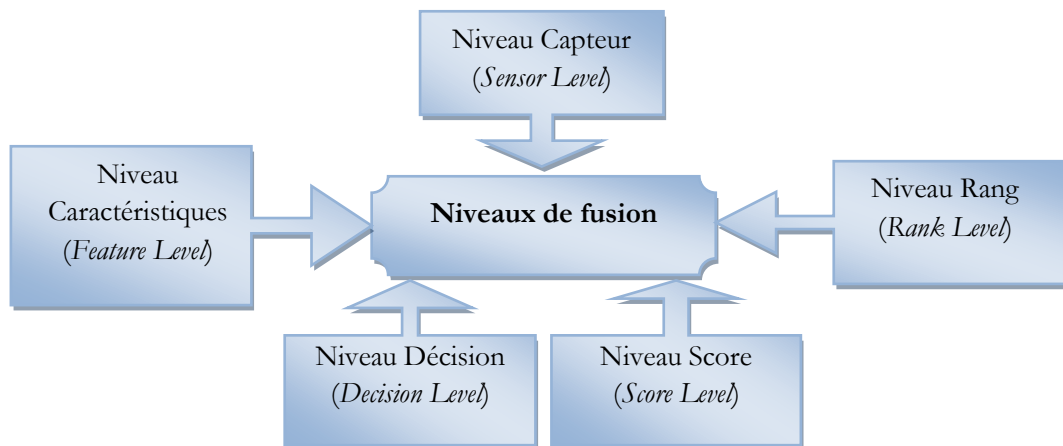 Niveau Capteur
(Sensor Level)
Niveau
Caractéristiques
(Feature Level)
Niveaux de fusion
Niveau Rang
(Rank Level)
Niveau Décision
(Decision Level)
Niveau Score
(Score Level)